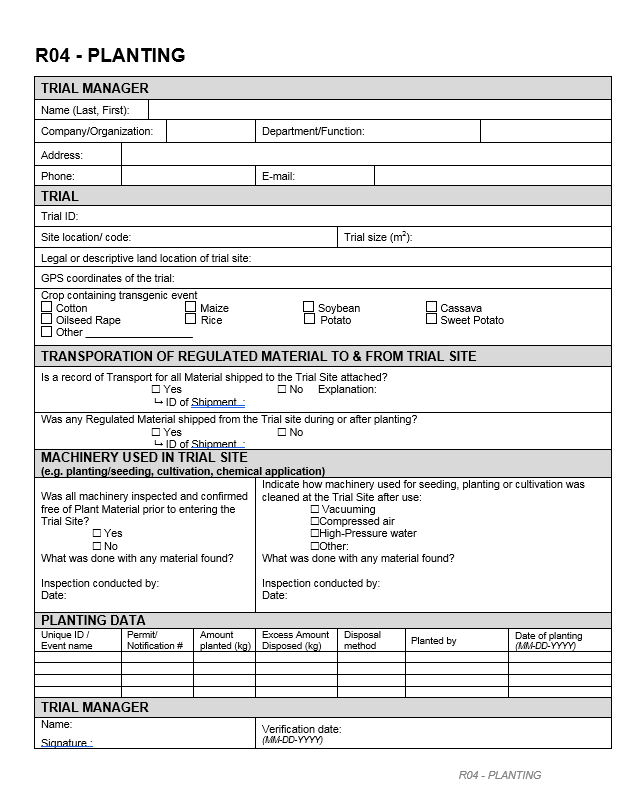 R04 - PLANTING
TRIAL MANAGER
Name (Last, First):
Company/Organization: Department/Function:
Address:
Phone: E-mail:
TRIAL
Trial ID:
Site location/ code: Trial size (m²):
Legal or descriptive land location of trial site:
GPS coordinates of the trial:
Crop containing transgenic event
☐ Cotton ☐ Maize ☐ Soybean ☐ Cassava
☐ Oilseed Rape ☐ Rice ☐ Potato ☐ Sweet Potato
☐ Other ___________________
TRANSPORATION OF REGULATED MATERIAL TO & FROM TRIAL SITE
Is a record of Transport for all Material shipped to the Trial Site attached?
☐ Yes ☐ No Explanation:
↳ ID of Shipment :
Was any Regulated Material shipped from the Trial site during or after planting?
☐ Yes ☐ No
↳ ID of Shipment :
MACHINERY USED IN TRIAL SITE
(e.g. planting/seeding, cultivation, chemical application)
Was all machinery inspected and confirmed
free of Plant Material prior to entering the
Trial Site?
☐ Yes
☐ No
What was done with any material found?
Inspection conducted by:
Date:
Indicate how machinery used for seeding, planting or cultivation was
cleaned at the Trial Site after use:
☐ Vacuuming
☐Compressed air
☐High-Pressure water
☐Other:
What was done with any material found?
Inspection conducted by:
Date:
PLANTING DATA
Unique ID / Permit/ Amount Excess Amount Disposal Planted by Date of planting
Event name Notification # planted (kg) Disposed (kg) method (MM-DD-YYYY)
TRIAL MANAGER
Name:
Signature :
Verification date:
(MM-DD-YYYY)
R04 - PLANTING